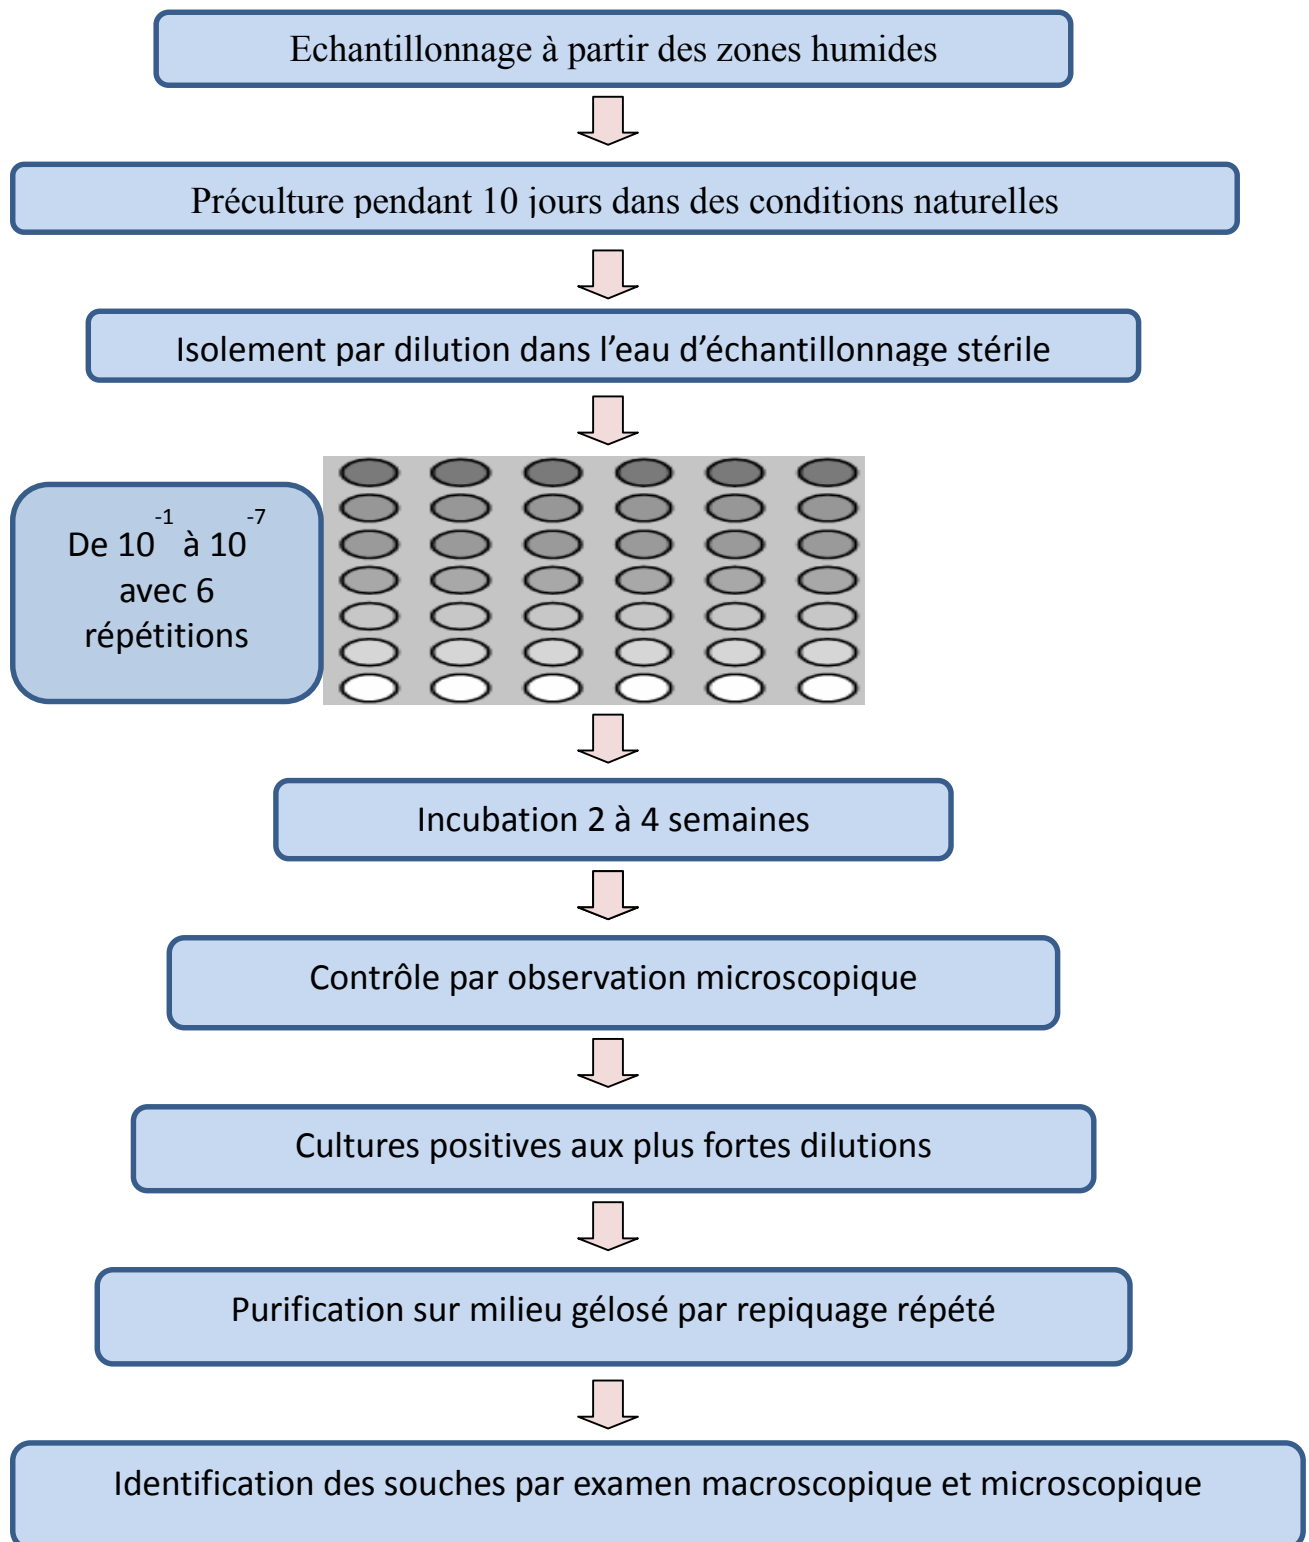 Echantillonnage à partir des zones humides
Préculture pendant 10 jours dans des conditions naturelles
Isolement par dilution dans l’eau d’échantillonnage stérile
De 10⁻¹ à 10⁻⁷
avec 6
répétitions
Incubation 2 à 4 semaines
Contrôle par observation microscopique
Cultures positives aux plus fortes dilutions
Purification sur milieu gélosé par repiquage répété
Identification des souches par examen macroscopique et microscopique